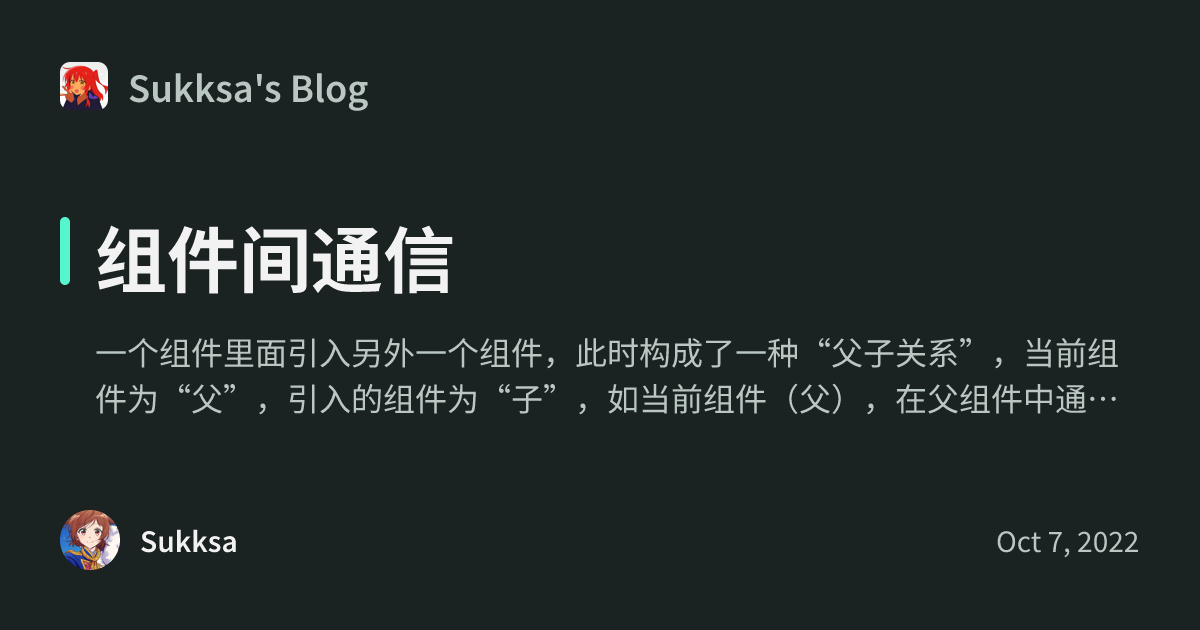 Sukksa's Blog
组件间通信
一个组件里面引入另外一个组件，此时构成了一种“父子关系”，当前组
件为“父”，引入的组件为“子”，如当前组件（父），在父组件中通…
Sukksa
Oct 7, 2022